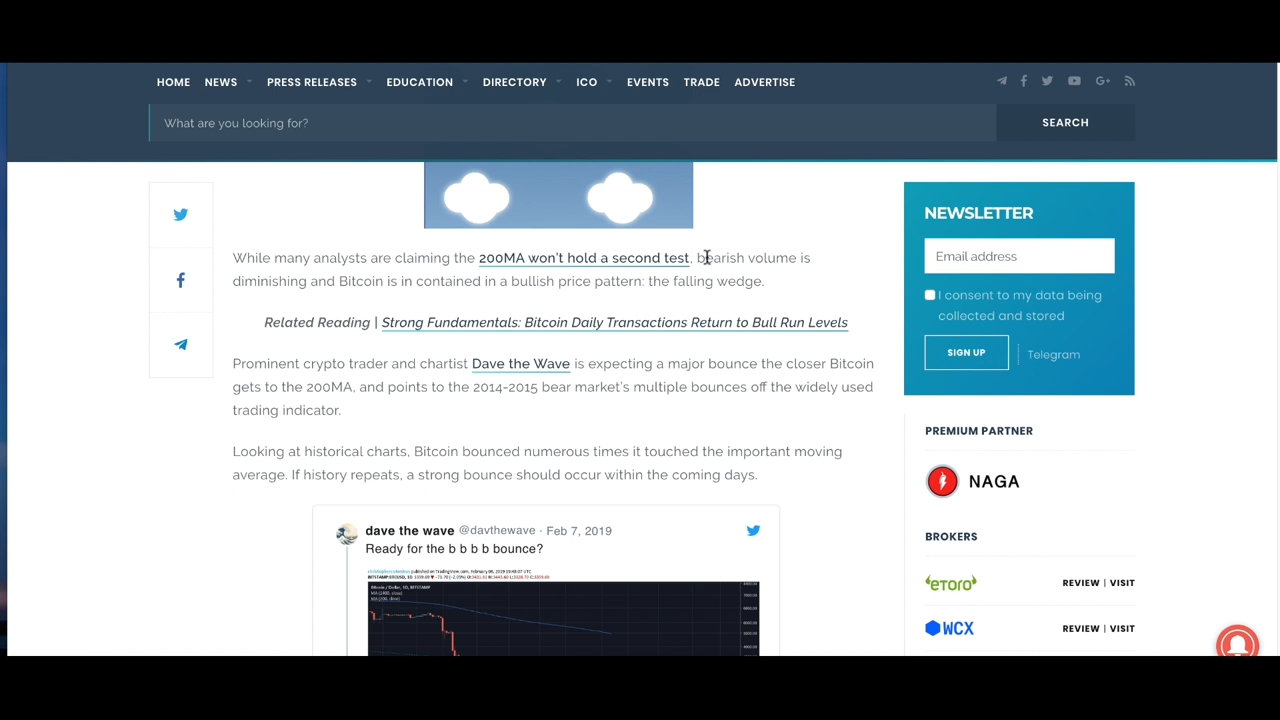 HOME NEWS PRESS RELEASES EDUCATION DIRECTORY ICO EVENTS TRADE ADVERTISE
What are you looking for? SEARCH
While many analysts are claiming the 200MA won't hold a second test, bearish volume is
diminishing and Bitcoin is in contained in a bullish price pattern: the falling wedge.
Related Reading | Strong Fundamentals: Bitcoin Daily Transactions Return to Bull Run Levels
Prominent crypto trader and chartist Dave the Wave is expecting a major bounce the closer Bitcoin
gets to the 200MA, and points to the 2014-2015 bear market's multiple bounces off the widely used
trading indicator.
Looking at historical charts, Bitcoin bounced numerous times it touched the important moving
average. If history repeats, a strong bounce should occur within the coming days.
dave the wave @davthewave · Feb 7, 2019
Ready for the b b b b bounce?
NEWSLETTER
Email address
I consent to my data being
collected and stored
SIGN UP | Telegram
PREMIUM PARTNER
NAGA
BROKERS
eToro REVIEW | VISIT
WCX REVIEW | VISIT